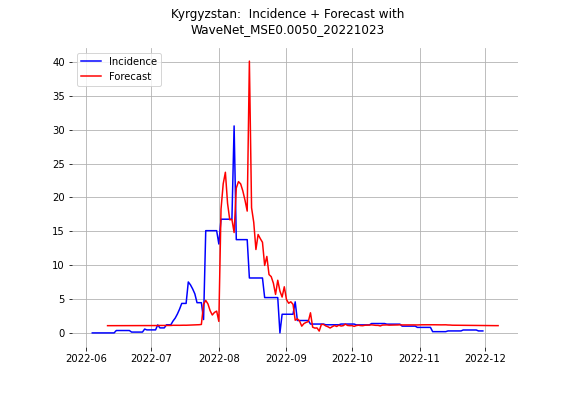 Kyrgyzstan:  Incidence + Forecast with
WaveNet_MSE0.0050_20221023
Incidence
Forecast
40
35
30
25
20
15
10
5
0
2022-06 2022-07 2022-08 2022-09 2022-10 2022-11 2022-12